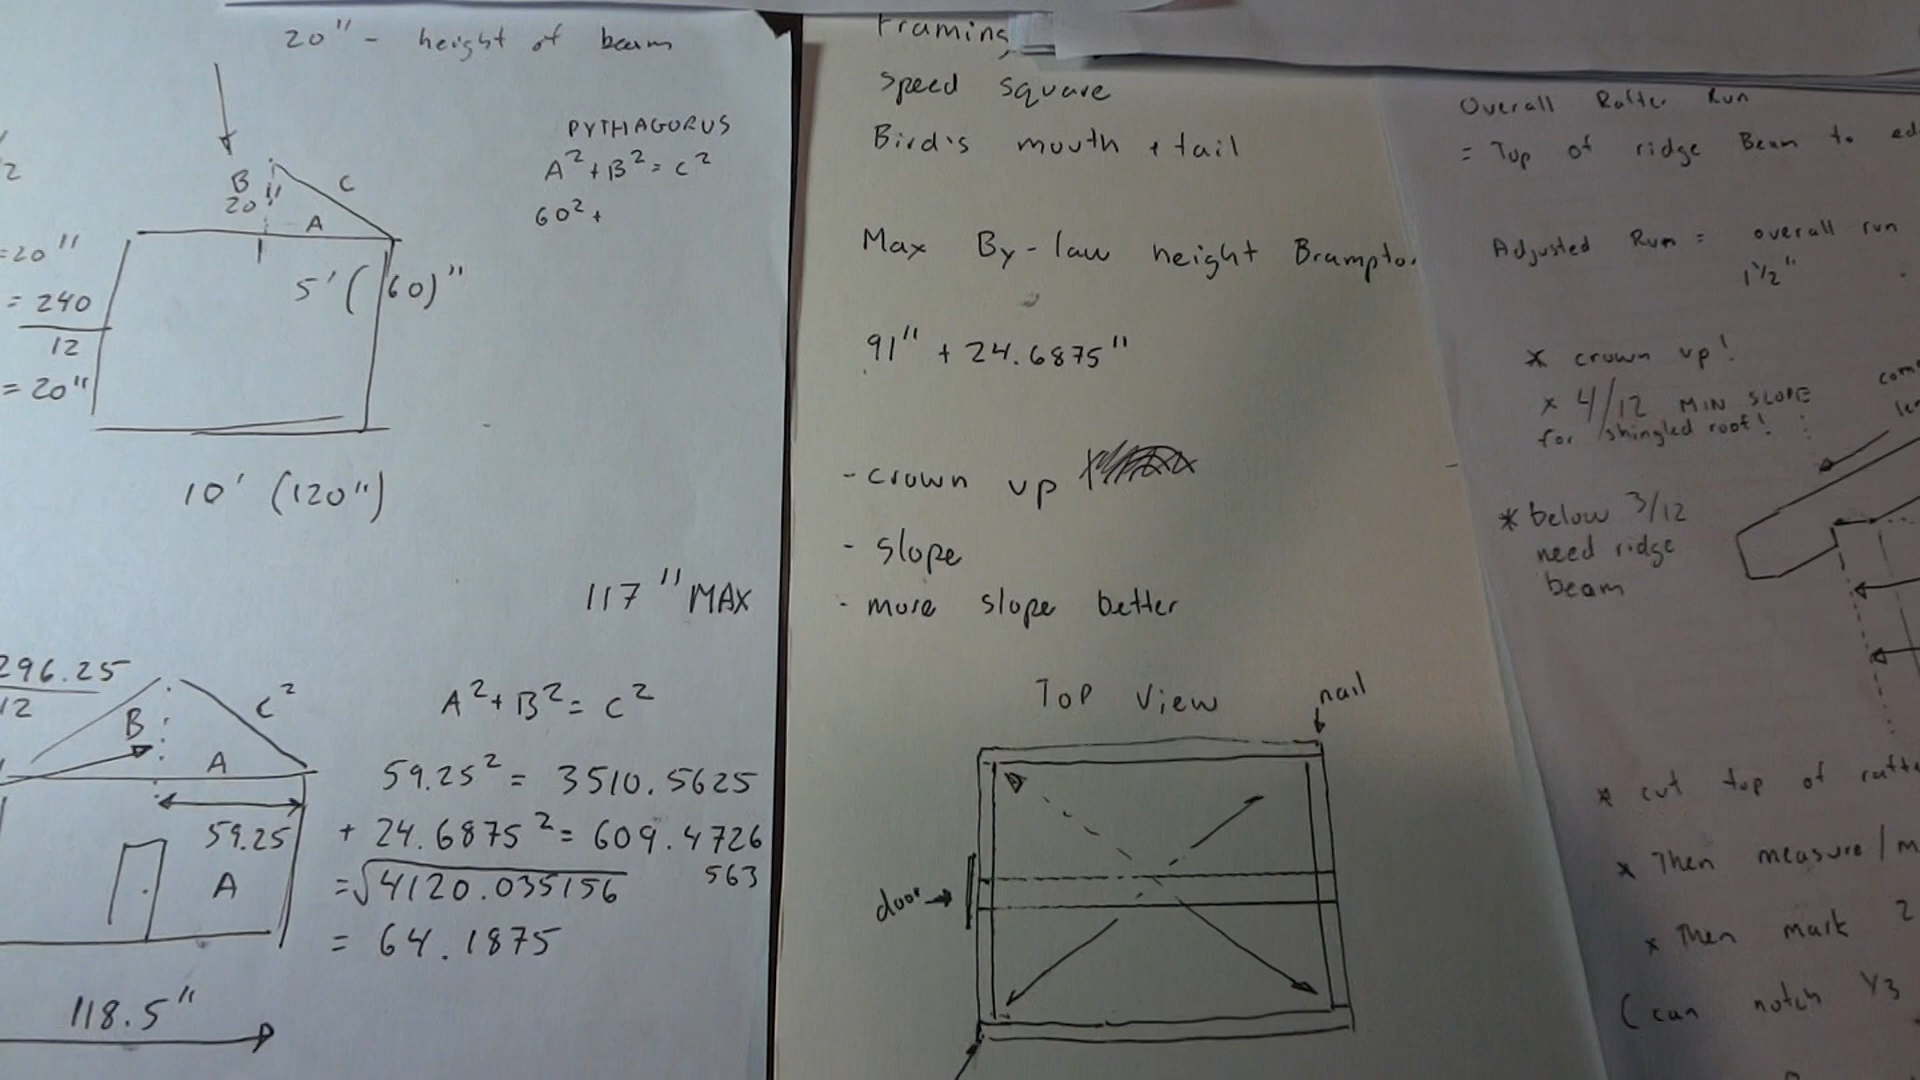 20" - height of beam
PYTHAGORUS
A² + B² = C²
60² +
B
20"
C
A
5' (60)"
=20"
= 240
12
= 20"
10' (120")
117" MAX
296.25
12
B
A
C²
59.25
A
118.5"
A² + B² = C²
59.25² = 3510.5625
+ 24.6875² = 609.4726
563
=√4120.035156
= 64.1875
Framing
speed square
Bird's mouth + tail
Max By-law height
91" + 24.6875"
- crown up
- slope
- more slope better
Top View
nail
door
Overall Rafter Run
= Top of ridge Beam to
Adjusted Run = overall run
1 1/2"
* crown up!
* 4/12 MIN SLOPE
for shingled roof!
* below 3/12
need ridge
beam
* cut top of
* Then measure/
* Then mark 2
(can notch 1/3